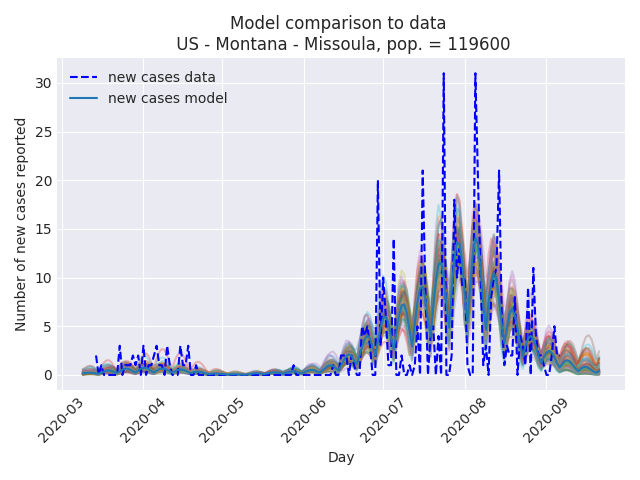 Model comparison to data
US - Montana - Missoula, pop. = 119600
new cases data
new cases model
Number of new cases reported
30
25
20
15
10
5
0
2020-03
2020-04
2020-05
2020-06
2020-07
2020-08
2020-09
Day